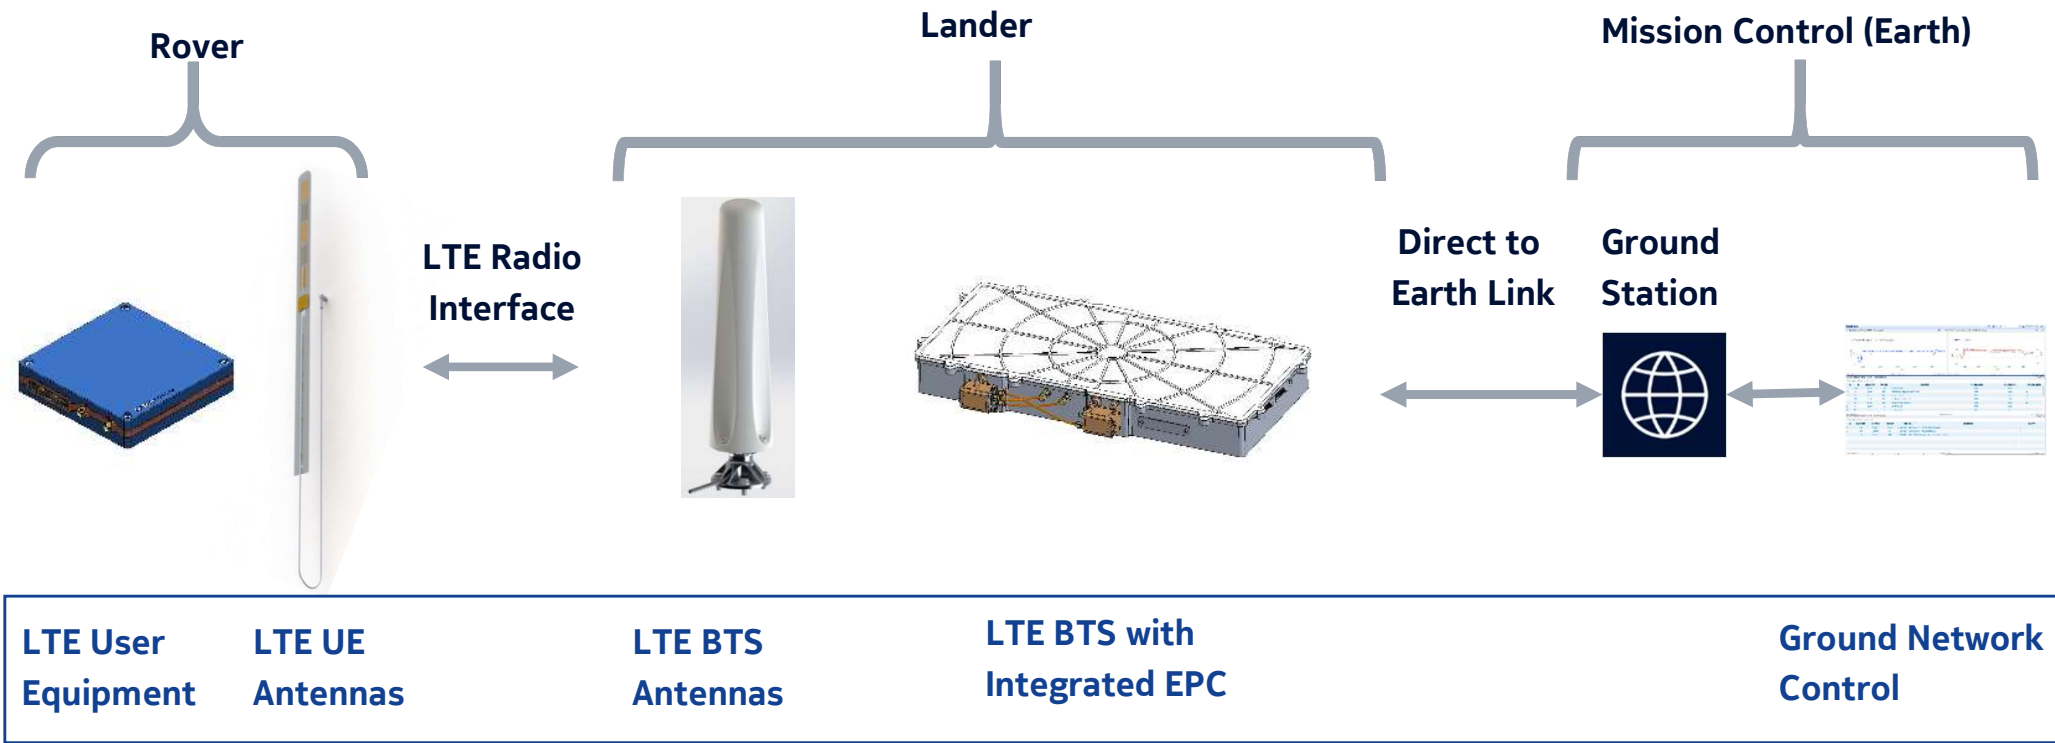 Rover
Lander
Mission Control (Earth)
LTE Radio
Interface
Direct to
Earth Link
Ground
Station
LTE User
Equipment
LTE UE
Antennas
LTE BTS
Antennas
LTE BTS with
Integrated EPC
Ground Network
Control